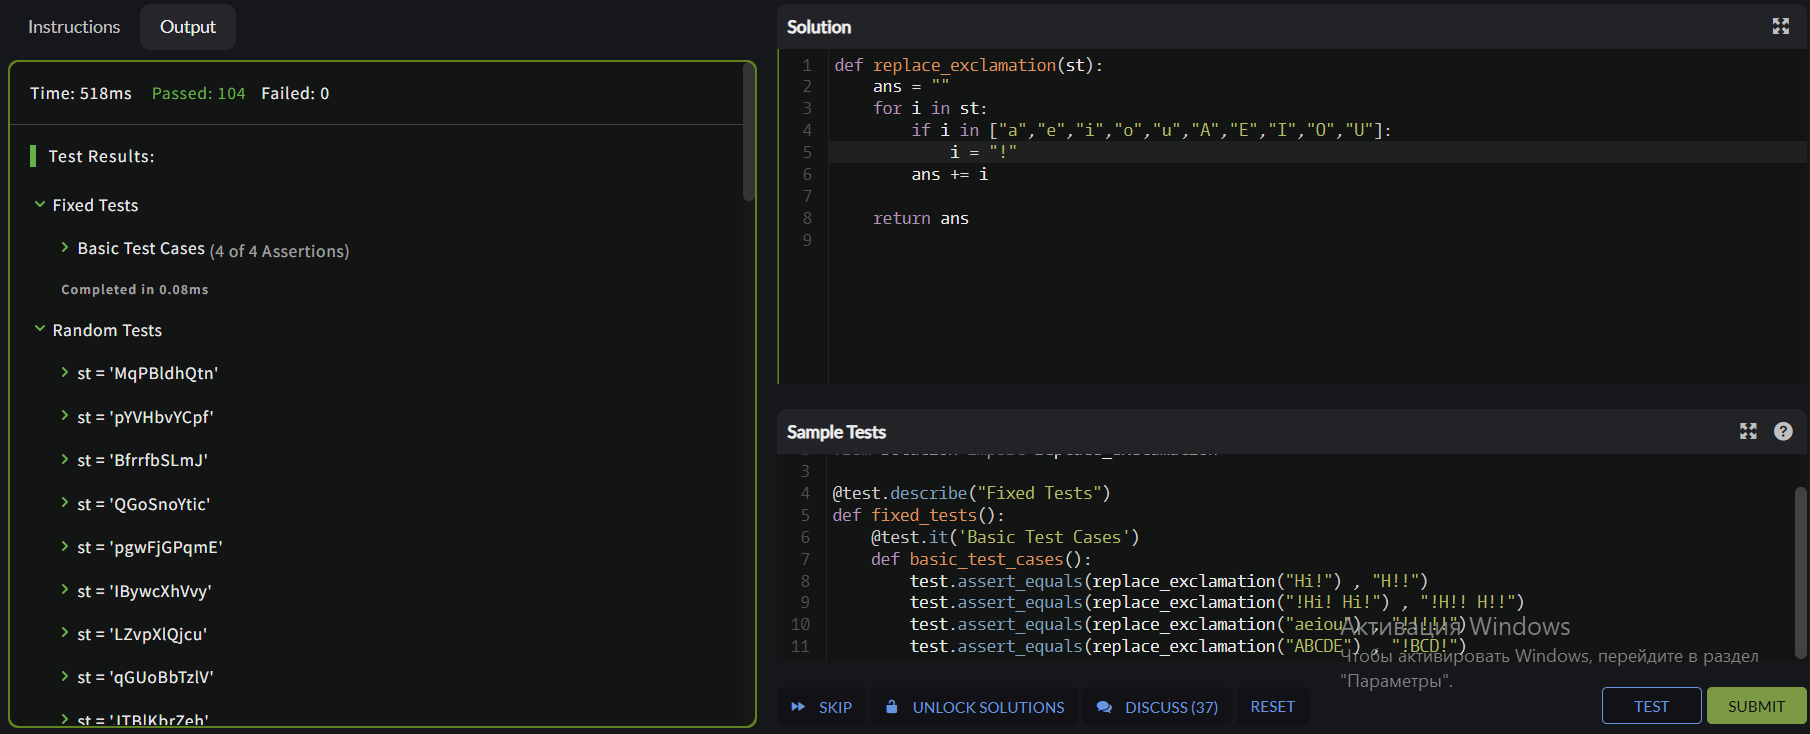 Instructions
Output
Time: 518ms Passed: 104 Failed: 0
Test Results:
Fixed Tests
Basic Test Cases (4 of 4 Assertions)
Completed in 0.08ms
Random Tests
st = 'MqPBldhQtn'
st = 'pYVHbvYCpf'
st = 'BfrrfbSLmJ'
st = 'QGoSnoYtic'
st = 'pgwFjGPqmE'
st = 'IBywcXhVvy'
st = 'LZvpXlQjcu'
st = 'qGUoBbTzlV'
st = 'JTBlKbrZeh'
Solution
1 def replace_exclamation(st):
2 ans = ""
3 for i in st:
4 if i in ["a","e","i","o","u","A","E","I","O","U"]:
5 i = "!"
6 ans += i
7
8 return ans
9
Sample Tests
3
4 @test.describe("Fixed Tests")
5 def fixed_tests():
6 @test.it('Basic Test Cases')
7 def basic_test_cases():
8 test.assert_equals(replace_exclamation("Hi!") , "H!!")
9 test.assert_equals(replace_exclamation("!Hi! Hi!") , "!H!! H!!")
10 test.assert_equals(replace_exclamation("aeiou") , "!!!!!")
11 test.assert_equals(replace_exclamation("ABCDE") , "!BCD!")
Активация Windows
Чтобы активировать Windows, перейдите в раздел
"Параметры".
SKIP
UNLOCK SOLUTIONS
DISCUSS (37)
RESET
TEST
SUBMIT